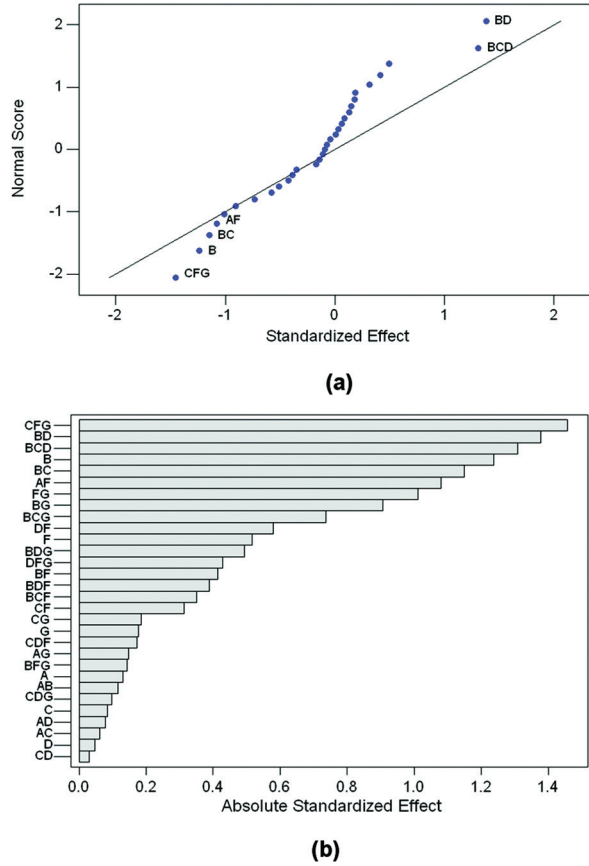 2
1
0
-1
-2
Normal Score
BD
BCD
AF
BC
B
CFG
-2
-1
0
1
2
Standardized Effect
(a)
CFG
BD
BCD
B
BC
AF
FG
BG
BCG
DF
F
BDG
DFG
BF
BDF
BCF
CF
CG
G
CDF
AG
BFG
A
AB
CDG
C
AD
AC
D
CD
0.0
0.2
0.4
0.6
0.8
1.0
1.2
1.4
Absolute Standardized Effect
(b)